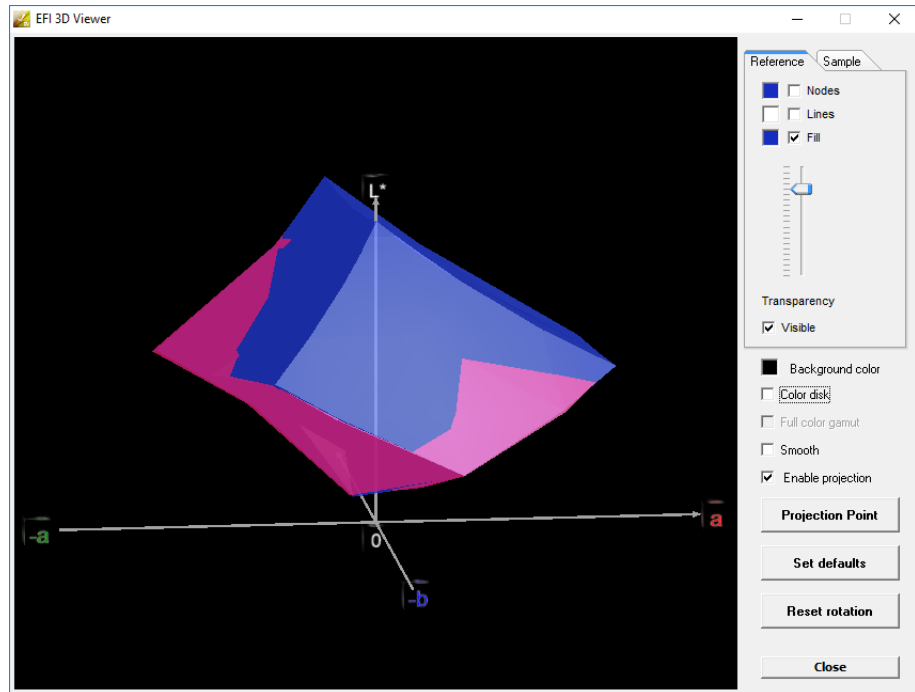 EFI 3D Viewer
Reference
Sample
Nodes
Lines
Fill
Transparency
Visible
Background color
Color disk
Full color gamut
Smooth
Enable projection
Projection Point
Set defaults
Reset rotation
Close
L*
-a
a
0
-b